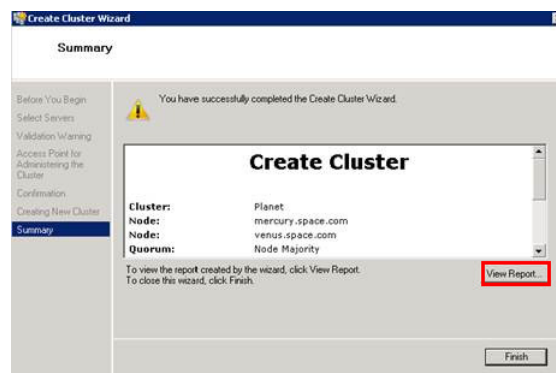 Create Cluster Wizard
Summary
Before You Begin
Select Servers
Validation Warning
Access Point for
Administering the
Cluster
Confirmation
Creating New Cluster
Summary
You have successfully completed the Create Cluster Wizard.
Create Cluster
Cluster: Planet
Node: mercury.space.com
Node: venus.space.com
Quorum: Node Majority
To view the report created by the wizard, click View Report.
To close this wizard, click Finish.
View Report...
Finish